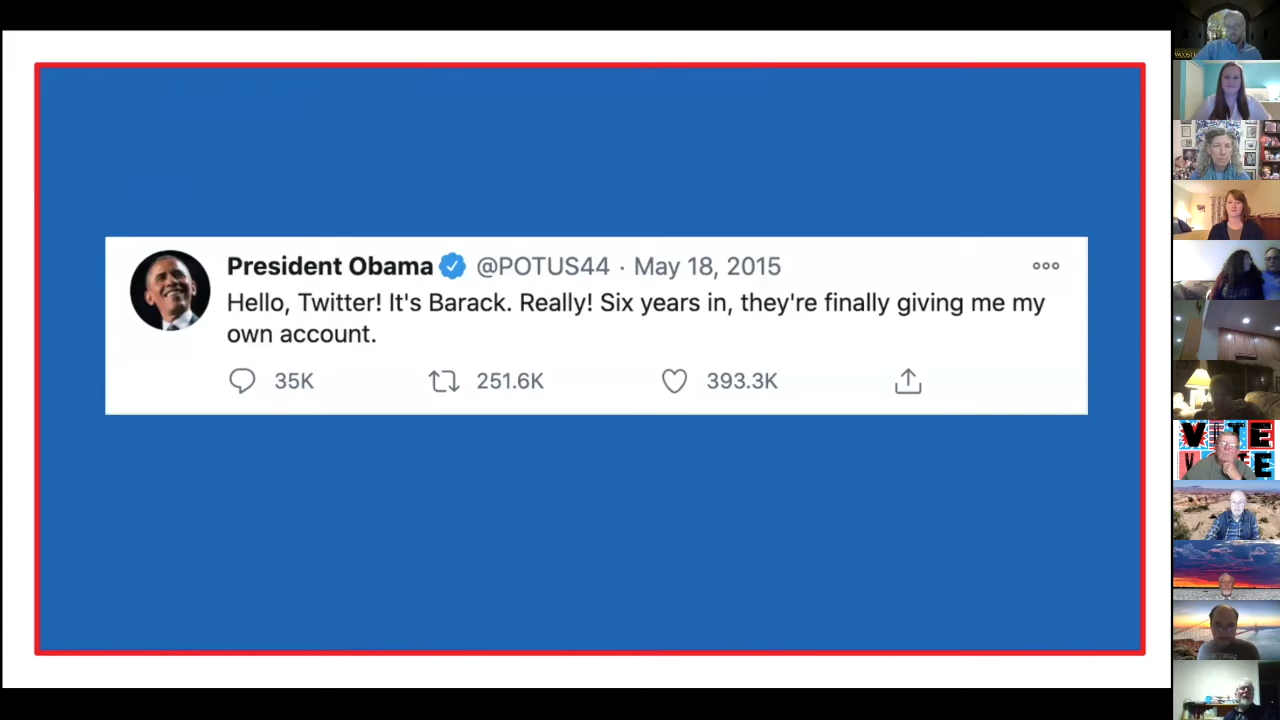 President Obama @POTUS44 · May 18, 2015
Hello, Twitter! It's Barack. Really! Six years in, they're finally giving me my
own account.
35K 251.6K 393.3K
VOTE